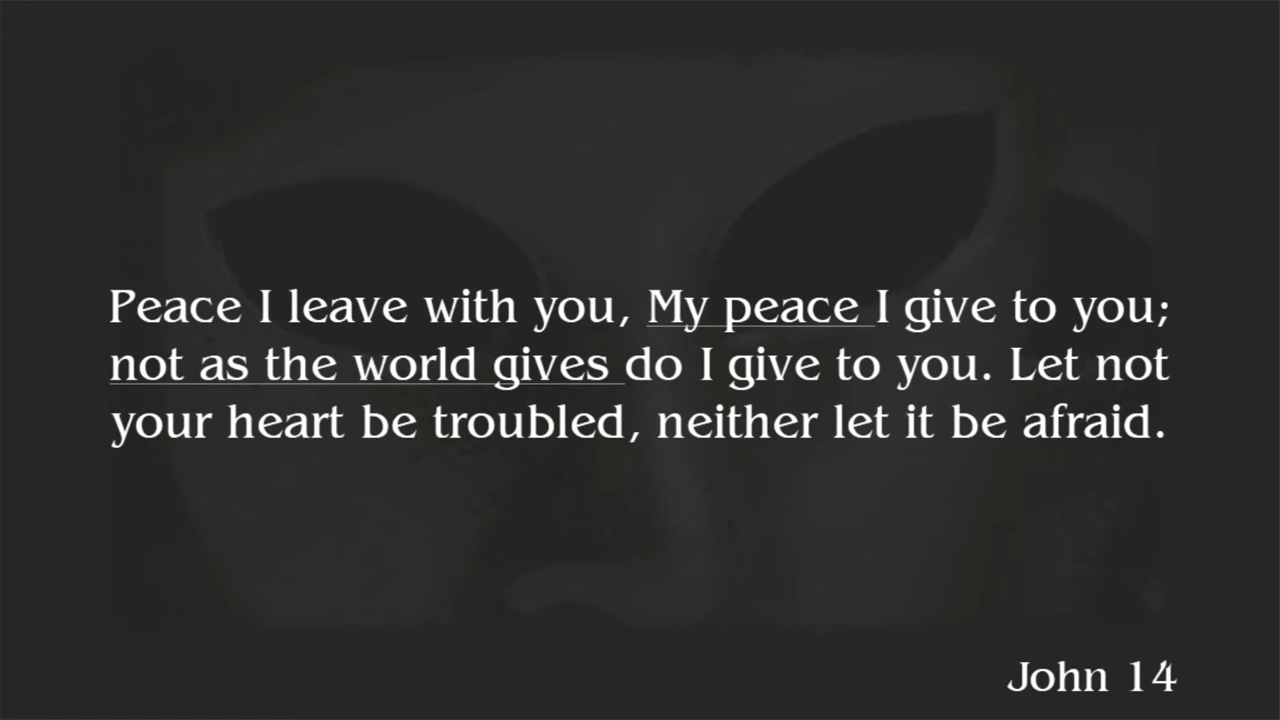 Peace I leave with you, My peace I give to you;
not as the world gives do I give to you. Let not
your heart be troubled, neither let it be afraid.
John 14